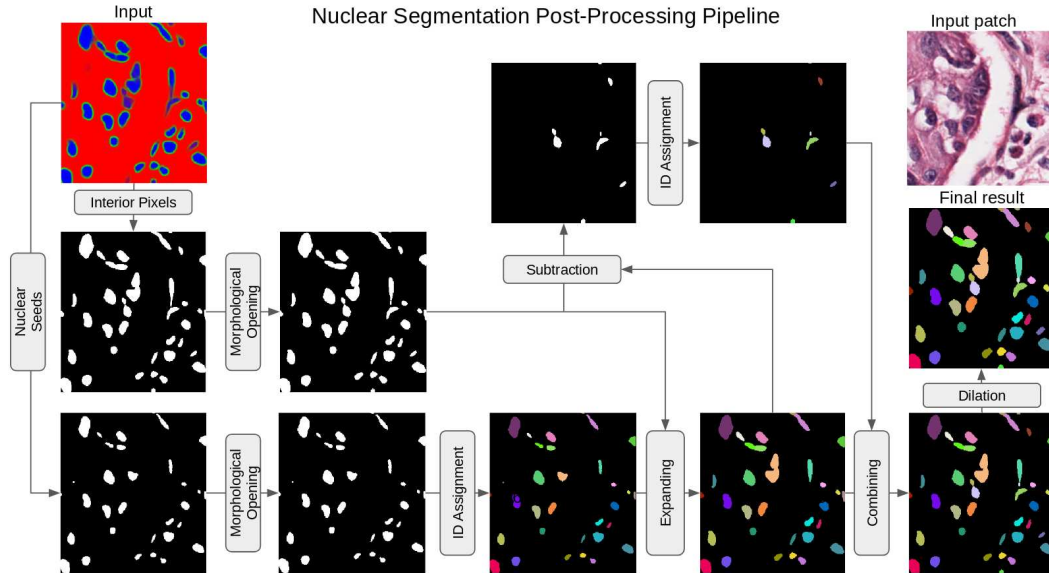 Nuclear Segmentation Post-Processing Pipeline
Input
Input patch
ID Assignment
Interior Pixels
Final result
Nuclear
Seeds
Morphological
Opening
Subtraction
Dilation
Morphological
Opening
ID Assignment
Expanding
Combining